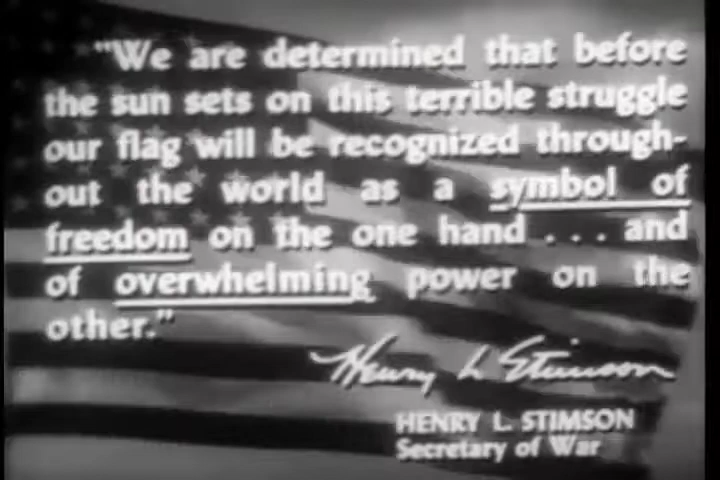 "We are determined that before
the sun sets on this terrible struggle
our flag will be recognized through-
out the world as a symbol of
freedom on the one hand . . . and
of overwhelming power on the
other."
Henry L. Stimson
HENRY L. STIMSON
Secretary of War